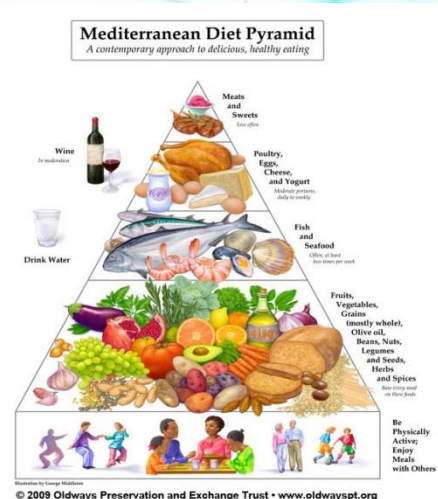 Mediterranean Diet Pyramid
A contemporary approach to delicious, healthy eating
Meats
and
Sweets
Less often
Wine
In moderation
Poultry,
Eggs,
Cheese,
and Yogurt
Moderate portions,
daily to weekly
Drink Water
Fish
and
Seafood
Often, at least
two times per week
Fruits,
Vegetables,
Grains
(mostly whole),
Olive oil,
Beans, Nuts,
Legumes
and Seeds,
Herbs
and Spices
Base every meal
on these foods
Be
Physically
Active;
Enjoy
Meals
with Others
Illustration by George Middleton
© 2009 Oldways Preservation and Exchange Trust • www.oldwayspt.org